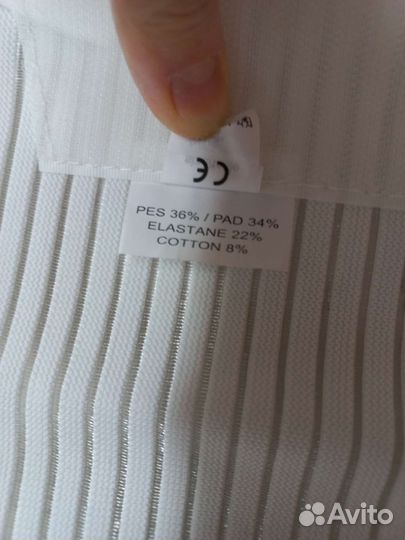 CE
PES 36% / PAD 34%
ELASTANE 22%
COTTON 8%
Avito